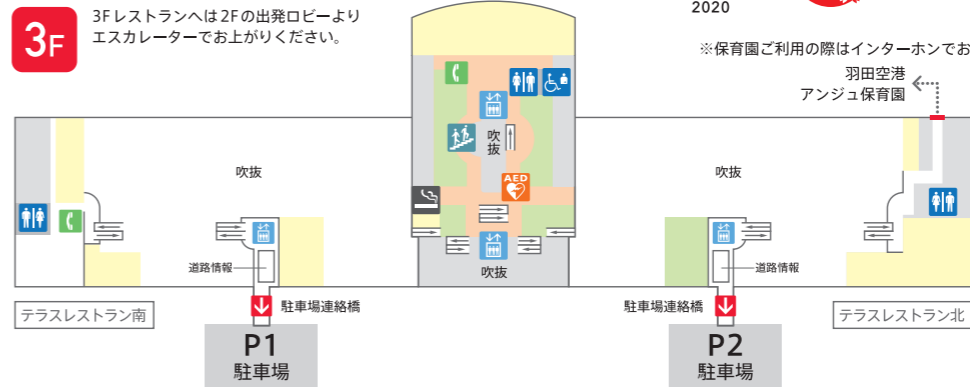 3F
3Fレストランへは2Fの出発ロビーより
エスカレーターでお上がりください。
2020
※保育園ご利用の際はインターホンでお
羽田空港
アンジュ保育園
吹抜
吹抜
AED
吹抜
吹抜
道路情報
道路情報
駐車場連絡橋
駐車場連絡橋
テラスレストラン南
テラスレストラン北
P1
駐車場
P2
駐車場